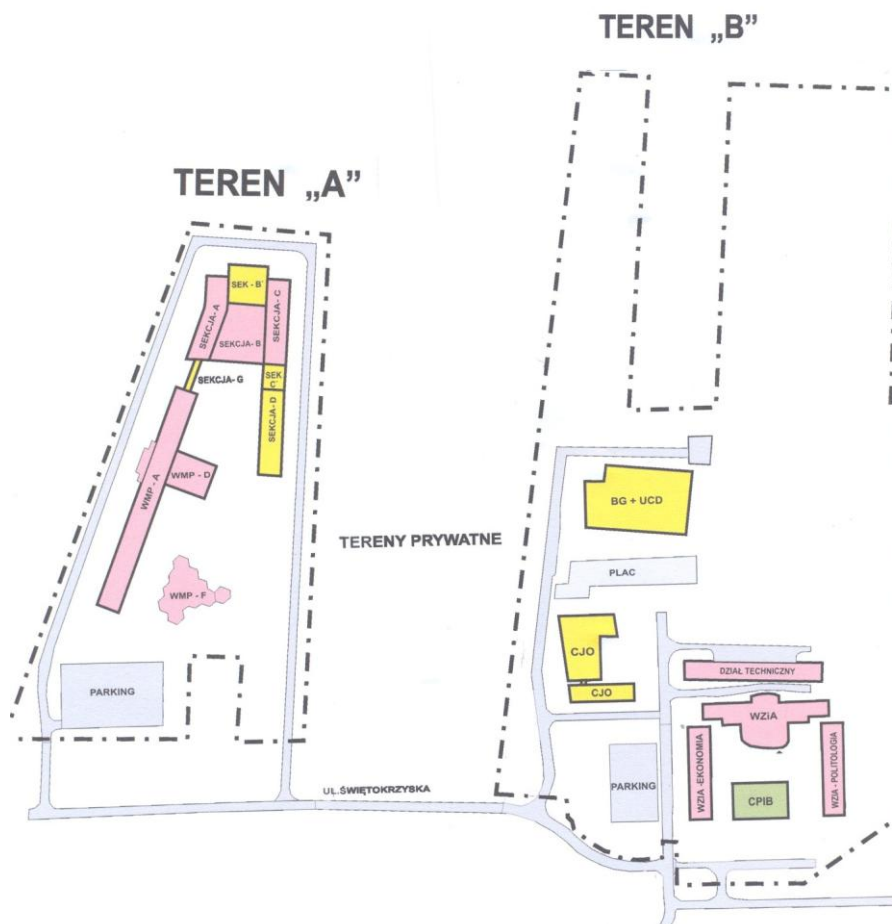 TEREN „B”
TEREN „A”
SEK - B'
SEKCJA- A
SEKCJA- B
SEKCJA- C
SEKCJA- G
SEK
C'
SEKCJA- D
WMP - A
WMP - D
WMP - F
PARKING
TERENY PRYWATNE
UL.ŚWIĘTOKRZYSKA
BG + UCD
PLAC
CJO
CJO
DZIAŁ TECHNICZNY
WZiA
WZIA -EKONOMIA
CPIB
WZIA - POLITOLOGIA
PARKING